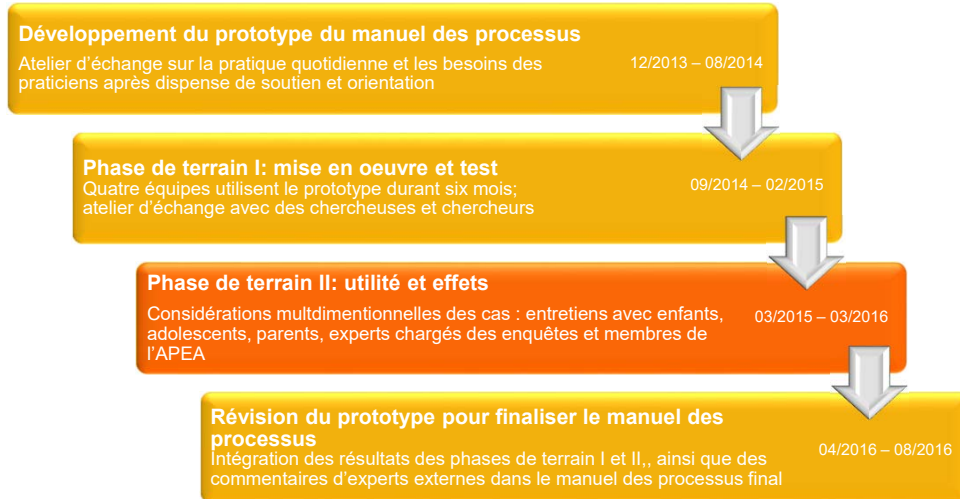 Développement du prototype du manuel des processus
Atelier d'échange sur la pratique quotidienne et les besoins des
praticiens après dispense de soutien et orientation
12/2013 – 08/2014
Phase de terrain I: mise en oeuvre et test
Quatre équipes utilisent le prototype durant six mois;
atelier d'échange avec des chercheuses et chercheurs
09/2014 – 02/2015
Phase de terrain II: utilité et effets
Considérations multdimentionnelles des cas : entretiens avec enfants,
adolescents, parents, experts chargés des enquêtes et membres de
l'APEA
03/2015 – 03/2016
Révision du prototype pour finaliser le manuel des
processus
Intégration des résultats des phases de terrain I et II,, ainsi que des
commentaires d'experts externes dans le manuel des processus final
04/2016 – 08/2016